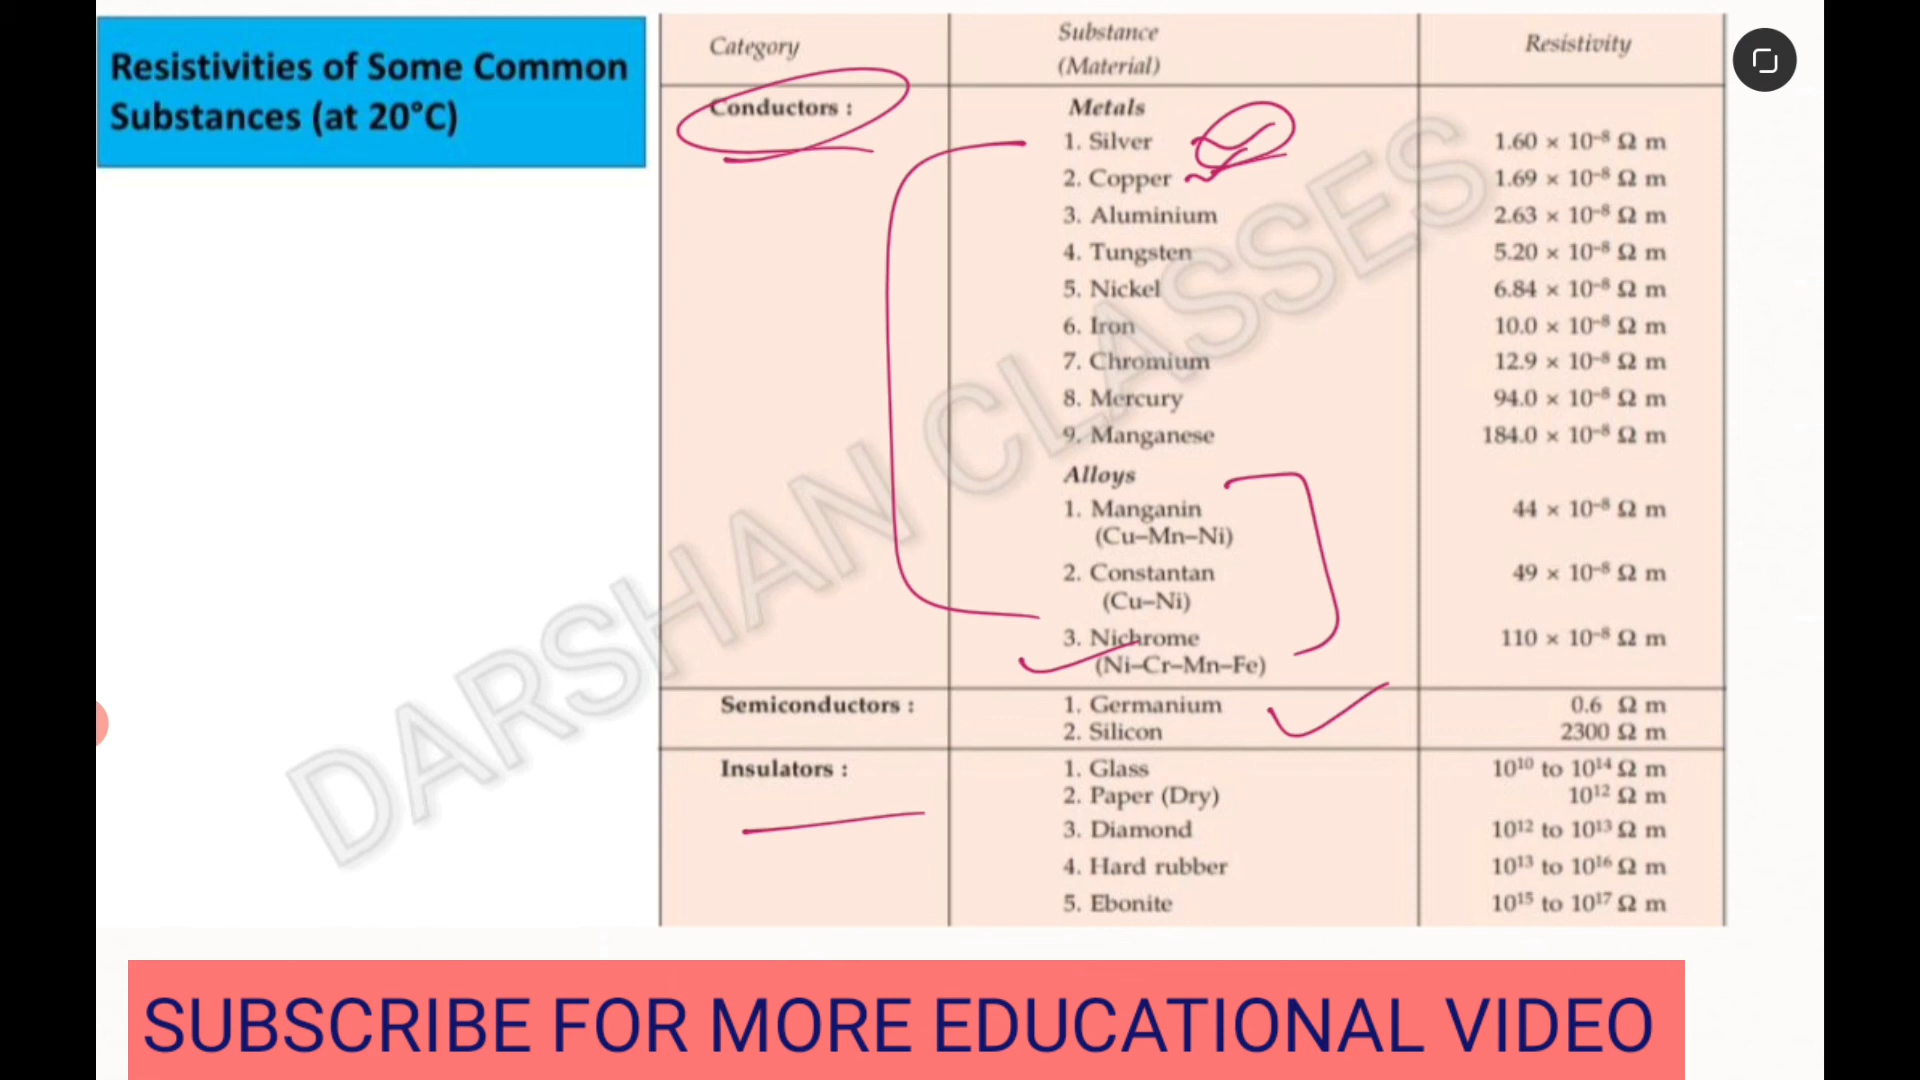 Resistivities of Some Common
Substances (at 20°C)
Category Substance (Material) Resistivity
Conductors : Metals
1. Silver 1.60 × 10⁻⁸ Ω m
2. Copper 1.69 × 10⁻⁸ Ω m
3. Aluminium 2.63 × 10⁻⁸ Ω m
4. Tungsten 5.20 × 10⁻⁸ Ω m
5. Nickel 6.84 × 10⁻⁸ Ω m
6. Iron 10.0 × 10⁻⁸ Ω m
7. Chromium 12.9 × 10⁻⁸ Ω m
8. Mercury 94.0 × 10⁻⁸ Ω m
9. Manganese 184.0 × 10⁻⁸ Ω m
Alloys
1. Manganin 44 × 10⁻⁸ Ω m
(Cu–Mn–Ni)
2. Constantan 49 × 10⁻⁸ Ω m
(Cu–Ni)
3. Nichrome 110 × 10⁻⁸ Ω m
(Ni–Cr–Mn–Fe)
Semiconductors : 1. Germanium 0.6 Ω m
2. Silicon 2300 Ω m
Insulators : 1. Glass 10¹⁰ to 10¹⁴ Ω m
2. Paper (Dry) 10¹² Ω m
3. Diamond 10¹² to 10¹³ Ω m
4. Hard rubber 10¹³ to 10¹⁶ Ω m
5. Ebonite 10¹⁵ to 10¹⁷ Ω m
DARSHAN CLASSES
SUBSCRIBE FOR MORE EDUCATIONAL VIDEO